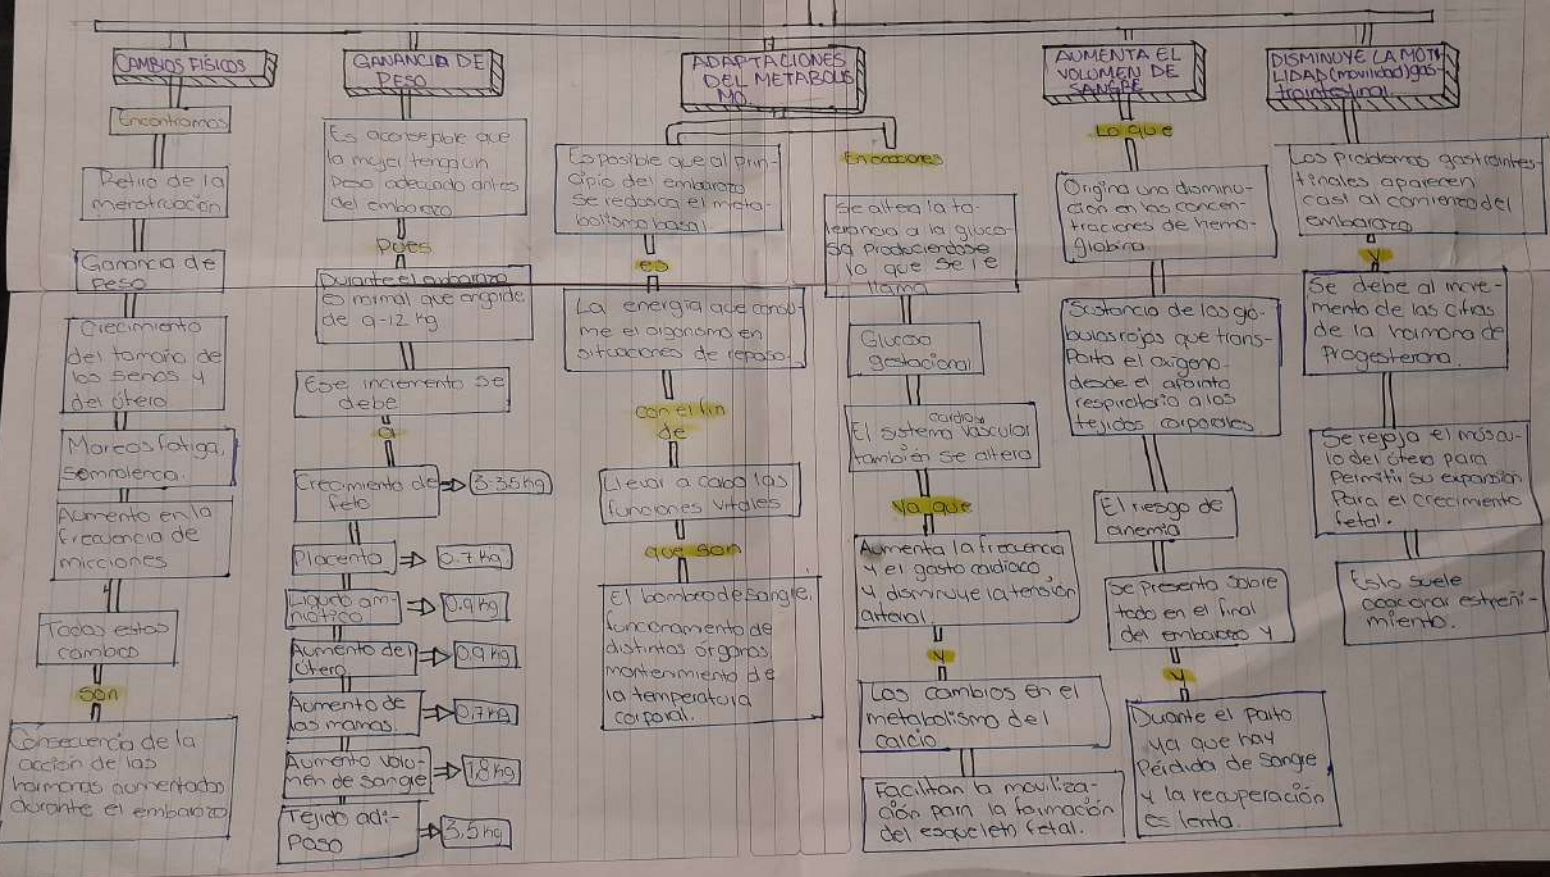 CAMBIOS FÍSICOS
Encontramos
Retiro de la
menstruación
Ganancia de
peso
Crecimiento
del tamaño de
los senos y
del útero
Mareos fatiga,
somnolencia.
Aumento en la
frecuencia de
micciones
Todos estos
cambios
son
Consecuencia de la
acción de las
hormonas aumentadas
durante el embarazo
GANANCIA DE
PESO
Es aconsejable que
la mujer tenga un
peso adecuado antes
del embarazo
pues
Durante el embarazo
es normal que engorde
de 9-12 kg
Ese incremento se
debe
a
Crecimiento de
feto
3-3.5 kg
Placenta
0.7 kg
Líquido am-
niótico
0.9 kg
Aumento del
útero
0.9 kg
Aumento de
las mamas
0.7 kg
Aumento volu-
men de sangre
1.8 kg
Tejido adi-
poso
3.5 kg
ADAPTACIONES
DEL METABOLIS
MO.
Es posible que al prin-
cipio del embarazo
se reduzca el meta-
bolismo basal
es
La energía que consu-
me el organismo en
situaciones de reposo
con el fin
de
Llevar a cabo las
funciones vitales
que son
El bombeo de sangre,
funcionamiento de
distintos órganos
mantenimiento de
la temperatura
corporal.
En ocasiones
se altera la to-
lerancia a la gluco-
sa produciendose
lo que se le
llama
Glucosa
gestacional
cardio
El sistema vascular
también se altera
Ya que
Aumenta la frecuencia
y el gasto cardíaco
y disminuye la tensión
arterial.
y
Los cambios en el
metabolismo del
calcio
Facilitan la moviliza-
ción para la formación
del esqueleto fetal.
AUMENTA EL
VOLUMEN DE
SANGRE
Lo que
Origina una disminu-
ción en las concen-
traciones de hemo-
globina
Sustancia de los gló-
bulos rojos que trans-
porta el oxígeno
desde el aparato
respiratorio a los
tejidos corporales
El riesgo de
anemia
Se presenta sobre
todo en el final
del embarazo y
y
Duante el parto
ya que hay
pérdida de sangre
y la recuperación
es lenta.
DISMINUYE LA MOTI
LIDAD (movilidad) gas-
trointestinal
Los problemas gastrointes-
tinales aparecen
casi al comienzo del
embarazo
y
Se debe al incre-
mento de las cifras
de la hormona de
Progesterona.
Se relaja el múscu-
lo del útero para
Permitir su expansión
Para el crecimiento
fetal.
Esto suele
ocacionar estreñi-
miento.